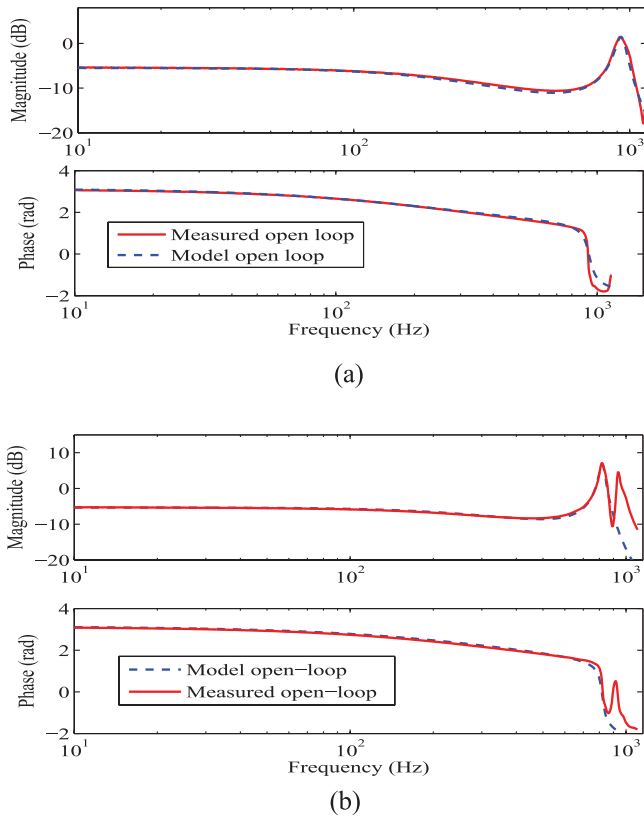 Magnitude (dB)
0
−10
−20
10^1
10^2
10^3
Phase (rad)
4
2
0
−2
Measured open loop
Model open loop
10^1
10^2
10^3
Frequency (Hz)
(a)
Magnitude (dB)
10
0
−10
−20
10^1
10^2
10^3
Phase (rad)
4
2
0
−2
Model open−loop
Measured open−loop
10^1
10^2
10^3
Frequency (Hz)
(b)